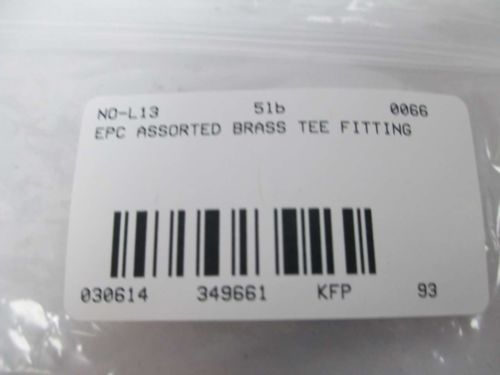 NO-L13 51b 0066
EPC ASSORTED BRASS TEE FITTING
030614 349661 KFP 93